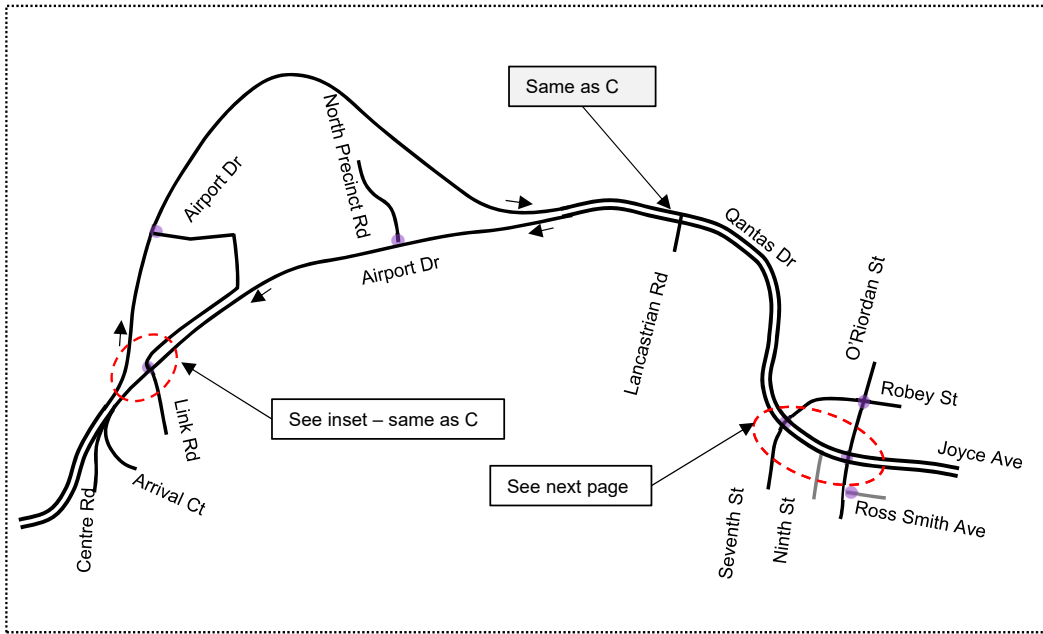 Same as C
North Precinct Rd
Airport Dr
Qantas Dr
Airport Dr
O’Riordan St
Lancastrian Rd
Robey St
See inset – same as C
Link Rd
Joyce Ave
See next page
Arrival Ct
Centre Rd
Seventh St
Ninth St
Ross Smith Ave